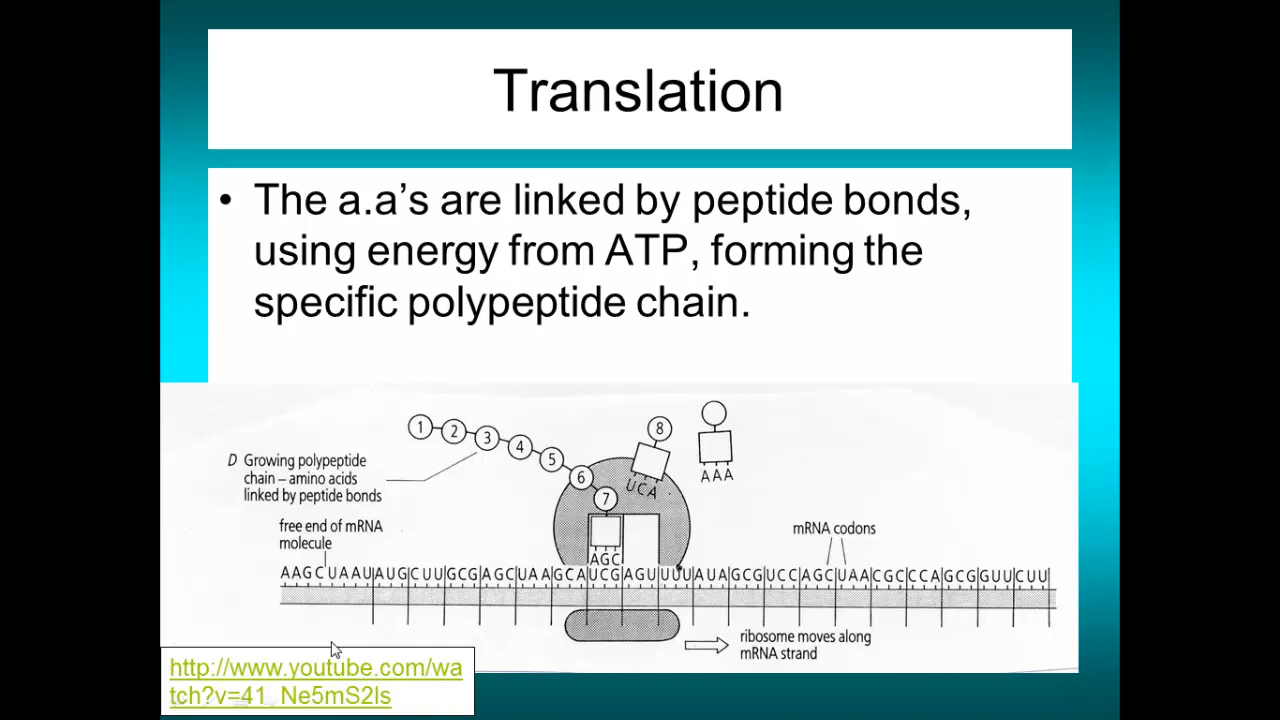 Translation
• The a.a's are linked by peptide bonds,
using energy from ATP, forming the
specific polypeptide chain.
1 2 3 4 5 6 7 8
D Growing polypeptide
chain – amino acids
linked by peptide bonds
UCA
AAA
free end of mRNA
molecule
mRNA codons
AGC
AAGCUAAUAUGCUUGCGAGCUAAGCAUCGAGUUUUAUAGCGUCCAGCUAACGCCCAGCGGUUCUU
ribosome moves along
mRNA strand
http://www.youtube.com/wa
tch?v=41_Ne5mS2ls